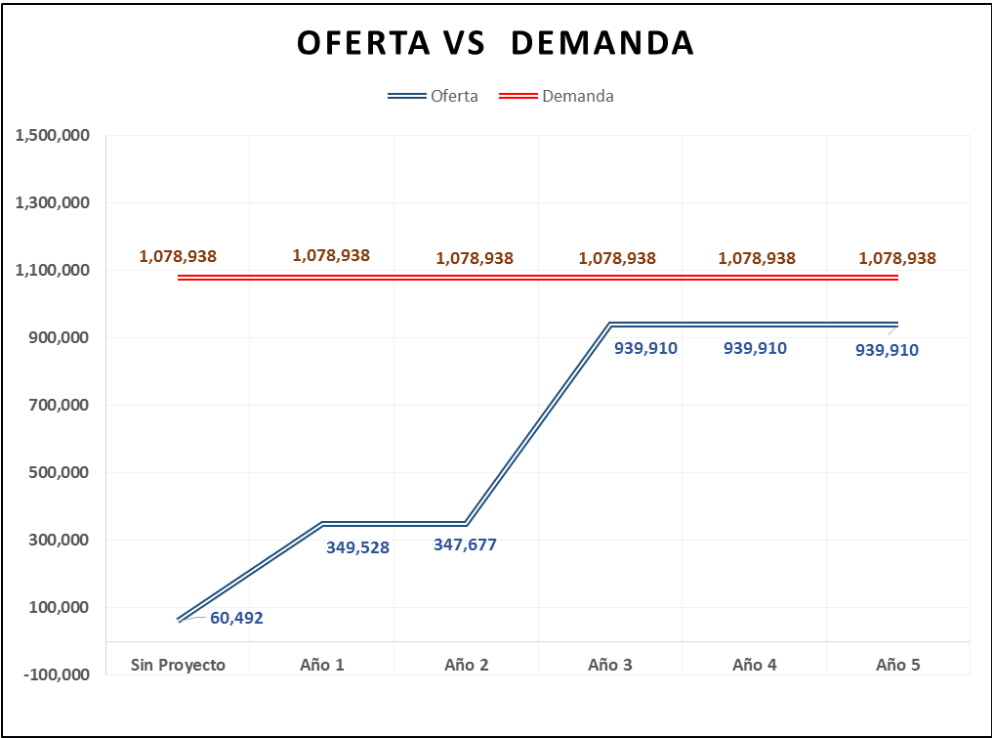 OFERTA VS DEMANDA
Oferta Demanda
1,500,000
1,300,000
1,078,938 1,078,938 1,078,938 1,078,938 1,078,938 1,078,938
1,100,000
900,000
939,910 939,910 939,910
700,000
500,000
300,000
349,528 347,677
100,000
60,492
Sin Proyecto Año 1 Año 2 Año 3 Año 4 Año 5
-100,000